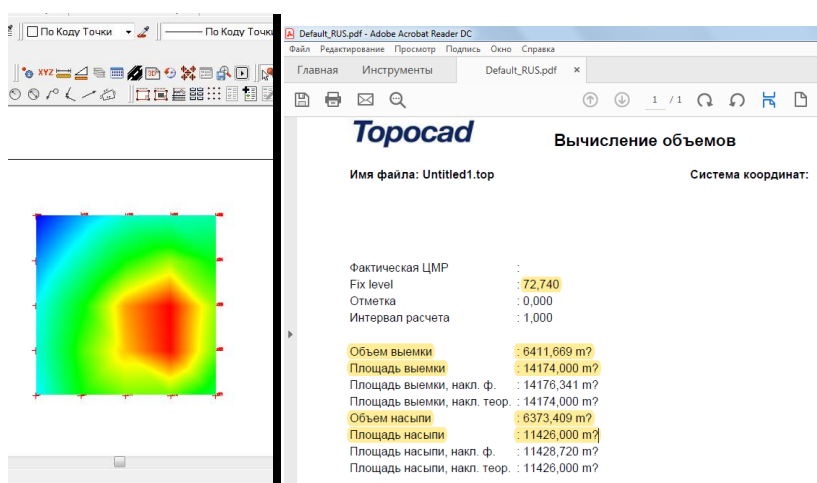 По Коду Точки
По Коду Точки
XYZ
3D
Default_RUS.pdf - Adobe Acrobat Reader DC
Файл Редактирование Просмотр Подпись Окно Справка
Главная Инструменты Default_RUS.pdf ×
1 / 1
Topocad
Вычисление объемов
Имя файла: Untitled1.top
Система координат:
Фактическая ЦМР :
Fix level : 72,740
Отметка : 0,000
Интервал расчета : 1,000
Объем выемки : 6411,669 m?
Площадь выемки : 14174,000 m?
Площадь выемки, накл. ф. : 14176,341 m?
Площадь выемки, накл. теор. : 14174,000 m?
Объем насыпи : 6373,409 m?
Площадь насыпи : 11426,000 m?
Площадь насыпи, накл. ф. : 11428,720 m?
Площадь насыпи, накл. теор. : 11426,000 m?